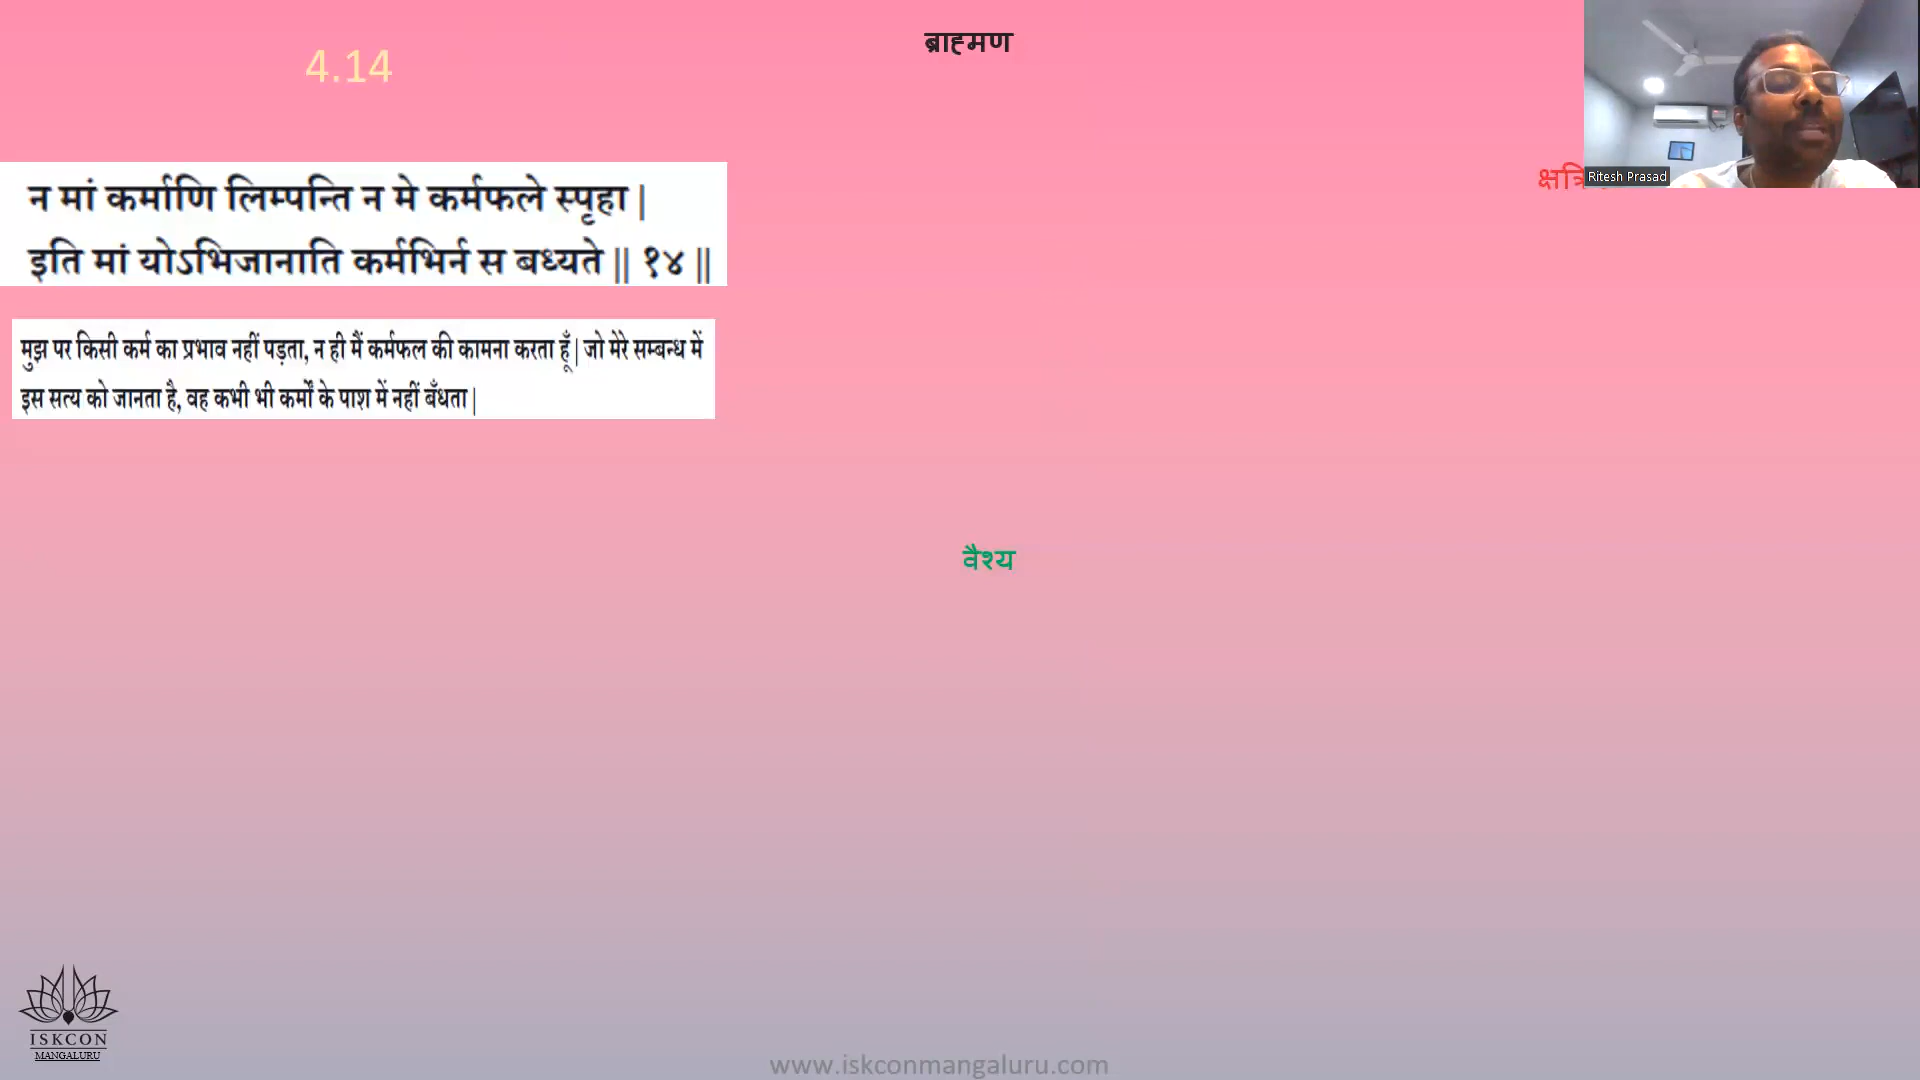 4.14
ब्राह्मण
न मां कर्माणि लिम्पन्ति न मे कर्मफले स्पृहा |
इति मां योऽभिजानाति कर्मभिर्न स बध्यते || १४ ||
मुझ पर किसी कर्म का प्रभाव नहीं पड़ता, न ही मैं कर्मफल की कामना करता हूँ | जो मेरे सम्बन्ध में
इस सत्य को जानता है, वह कभी भी कर्मों के पाश में नहीं बँधता |
Ritesh Prasad
वैश्य
ISKCON
MANGALURU
www.iskconmangaluru.com